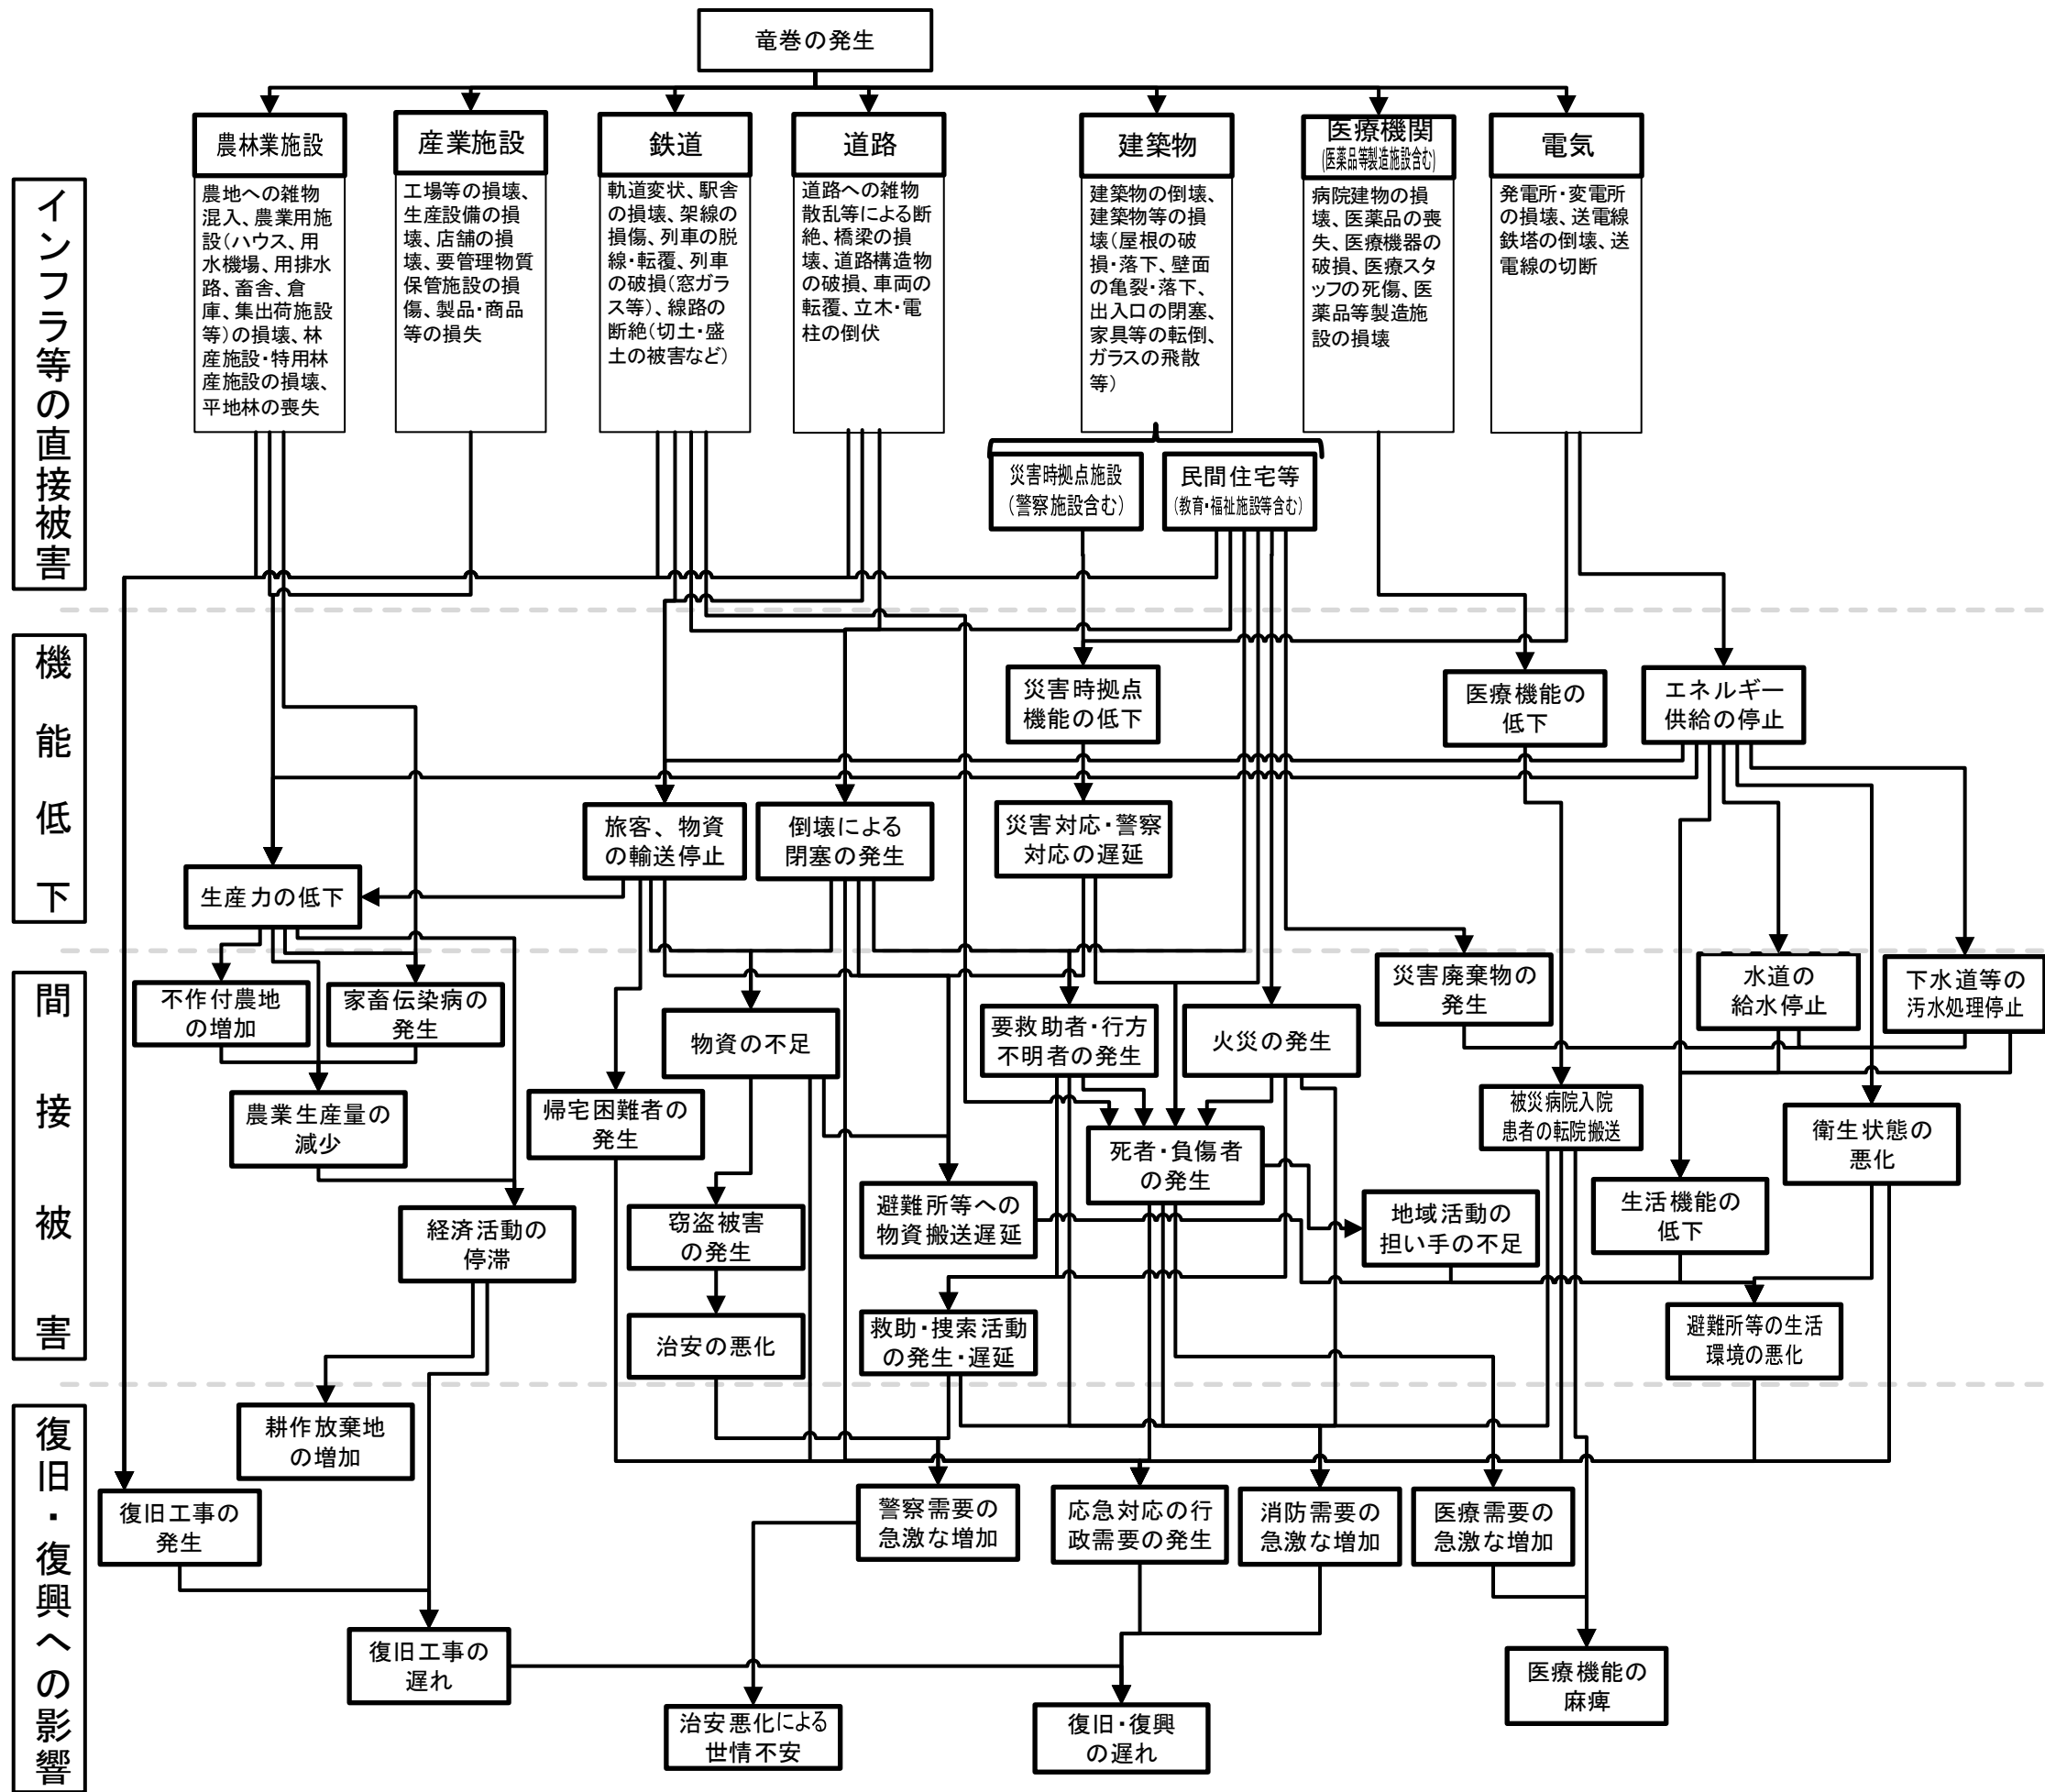 竜巻の発生
インフラ等の直接被害
農林業施設
農地への雑物
混入、農業用施
設(ハウス、用
水機場、用排水
路、畜舎、倉
庫、集出荷施設
等)の損壊、林
産施設・特用林
産施設の損壊、
平地林の喪失
産業施設
工場等の損壊、
生産設備の損
壊、店舗の損
壊、要管理物質
保管施設の損
傷、製品・商品
等の損失
鉄道
軌道変状、駅舎
の損壊、架線の
損傷、列車の脱
線・転覆、列車
の破損(窓ガラ
ス等)、線路の
断絶(切土・盛
土の被害など)
道路
道路への雑物
散乱等による断
絶、橋梁の損
壊、道路構造物
の破損、車両の
転覆、立木・電
柱の倒伏
建築物
建築物の倒壊、
建築物等の損
壊(屋根の破
損・落下、壁面
の亀裂・落下、
出入口の閉塞、
家具等の転倒、
ガラスの飛散
等)
医療機関
(医薬品等製造施設含む)
病院建物の損
壊、医薬品の喪
失、医療機器の
破損、医療スタ
ッフの死傷、医
薬品等製造施
設の損壊
電気
発電所・変電所
の損壊、送電線
鉄塔の倒壊、送
電線の切断
災害時拠点施設
(警察施設含む)
民間住宅等
(教育・福祉施設等含む)
機能低下
災害時拠点
機能の低下
医療機能の
低下
エネルギー
供給の停止
旅客、物資
の輸送停止
倒壊による
閉塞の発生
災害対応・警察
対応の遅延
生産力の低下
間接被害
不作付農地
の増加
家畜伝染病の
発生
物資の不足
要救助者・行方
不明者の発生
火災の発生
災害廃棄物の
発生
水道の
給水停止
下水道等の
汚水処理停止
農業生産量の
減少
帰宅困難者の
発生
死者・負傷者
の発生
被災病院入院
患者の転院搬送
衛生状態の
悪化
経済活動の
停滞
窃盗被害
の発生
避難所等への
物資搬送遅延
地域活動の
担い手の不足
生活機能の
低下
治安の悪化
救助・捜索活動
の発生・遅延
避難所等の生活
環境の悪化
復旧・復興への影響
耕作放棄地
の増加
復旧工事の
発生
警察需要の
急激な増加
応急対応の行
政需要の発生
消防需要の
急激な増加
医療需要の
急激な増加
復旧工事の
遅れ
治安悪化による
世情不安
復旧・復興
の遅れ
医療機能の
麻痺